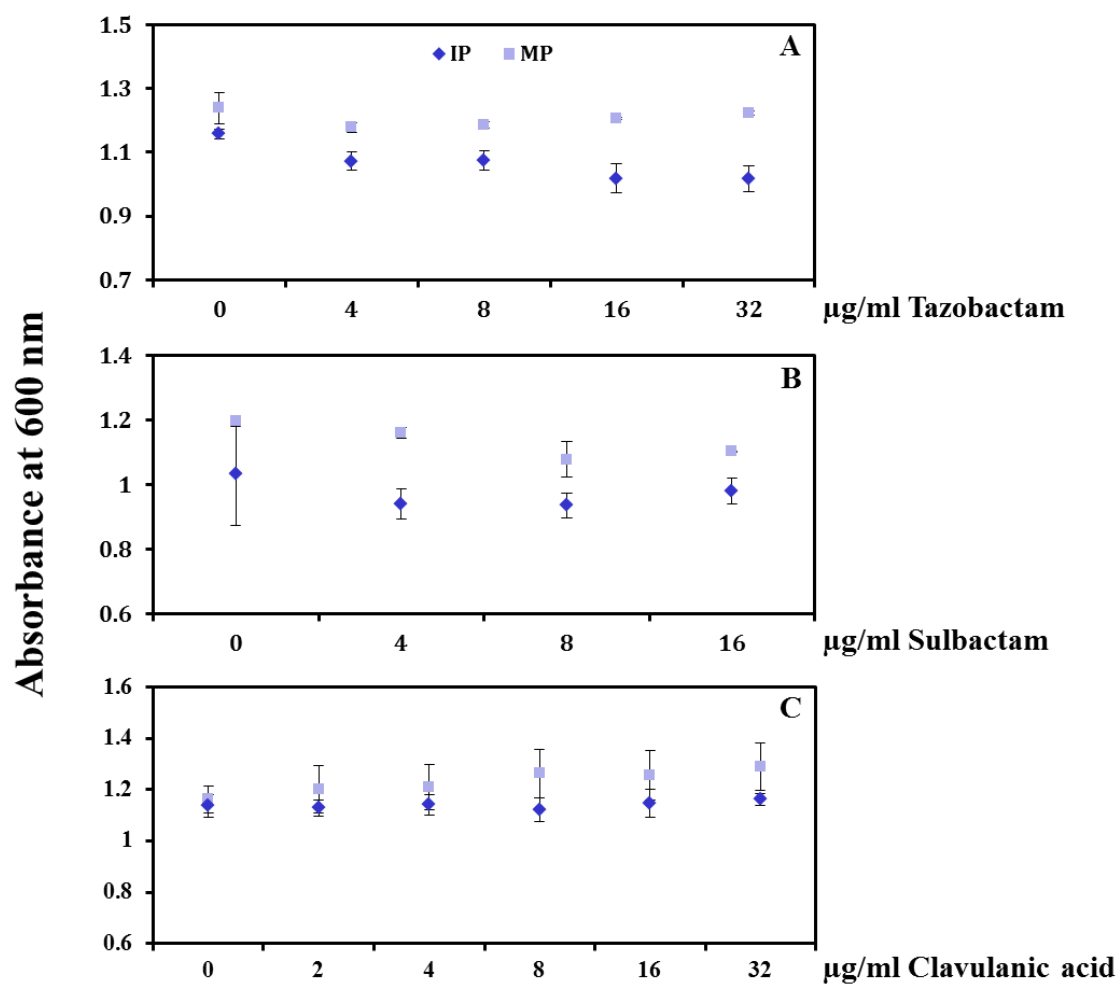 Absorbance at 600 nm
A
IP MP
1.5
1.3
1.1
0.9
0.7
0 4 8 16 32 µg/ml Tazobactam
B
1.4
1.2
1
0.8
0.6
0 4 8 16 µg/ml Sulbactam
C
1.6
1.4
1.2
1
0.8
0.6
0 2 4 8 16 32 µg/ml Clavulanic acid